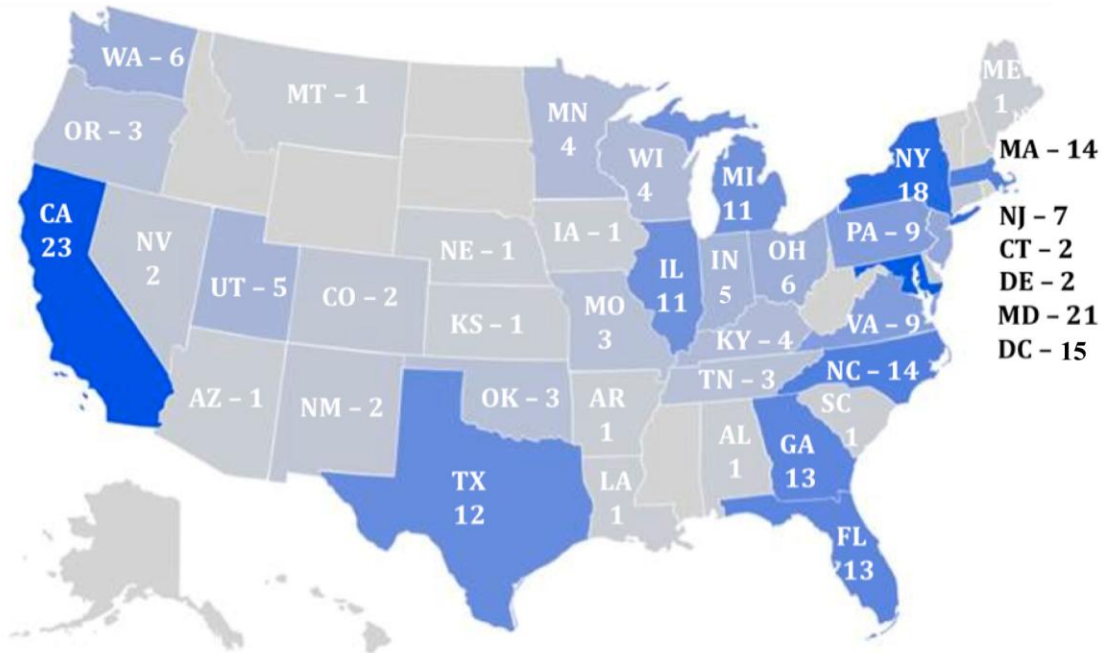 WA – 6
OR – 3
CA
23
NV
2
MT – 1
UT – 5
AZ – 1
CO – 2
NM – 2
NE – 1
KS – 1
OK – 3
TX
12
MN
4
IA – 1
MO
3
AR
1
LA
1
WI
4
IL
11
MI
11
IN
5
OH
6
KY – 4
TN – 3
AL
1
GA
13
FL
13
SC
1
NC – 14
VA – 9
PA – 9
NY
18
ME
1
MA – 14
NJ – 7
CT – 2
DE – 2
MD – 21
DC – 15